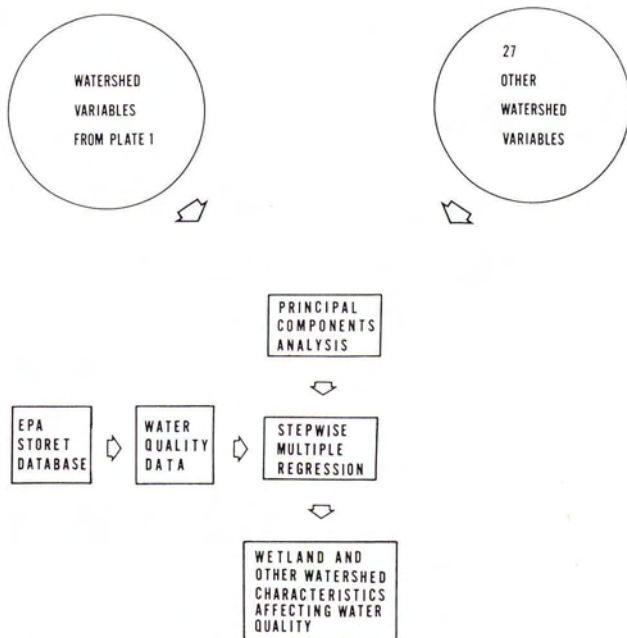 WATERSHED
VARIABLES
FROM PLATE 1
27
OTHER
WATERSHED
VARIABLES
PRINCIPAL
COMPONENTS
ANALYSIS
EPA
STORET
DATABASE
WATER
QUALITY
DATA
STEPWISE
MULTIPLE
REGRESSION
WETLAND AND
OTHER WATERSHED
CHARACTERISTICS
AFFECTING WATER
QUALITY